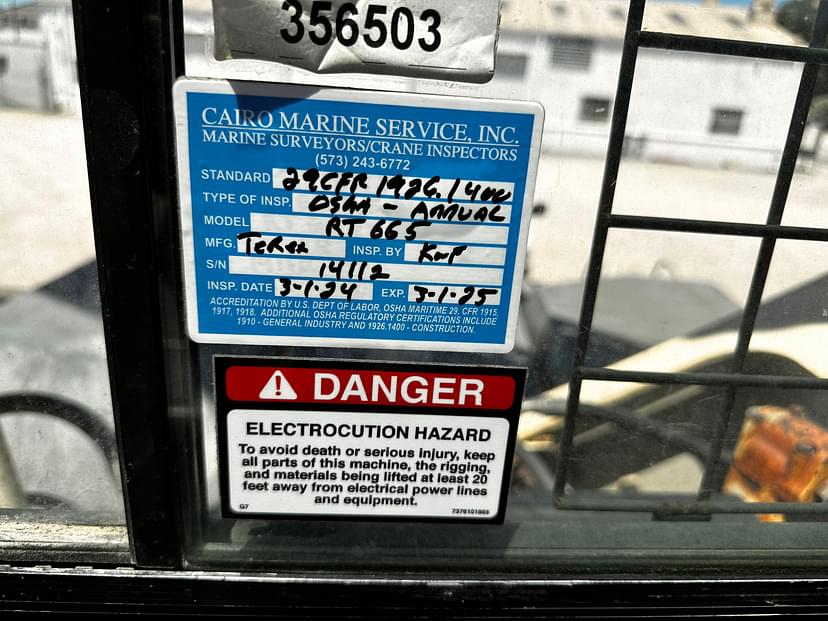 356503
CAIRO MARINE SERVICE, INC.
MARINE SURVEYORS/CRANE INSPECTORS
(573) 243-6772
STANDARD 29CFR 1926.1400
TYPE OF INSP. OSHA - ANNUAL
MODEL RT 665
MFG. TeRex INSP. BY
S/N 14112
INSP. DATE 3-1-24 EXP. 3-1-25
ACCREDITATION BY U.S. DEPT OF LABOR, OSHA MARITIME 29, CFR 1915,
1917, 1918. ADDITIONAL OSHA REGULATORY CERTIFICATIONS INCLUDE
1910 - GENERAL INDUSTRY AND 1926.1400 - CONSTRUCTION.
DANGER
ELECTROCUTION HAZARD
To avoid death or serious injury, keep
all parts of this machine, the rigging,
and materials being lifted at least 20
feet away from electrical power lines
and equipment.